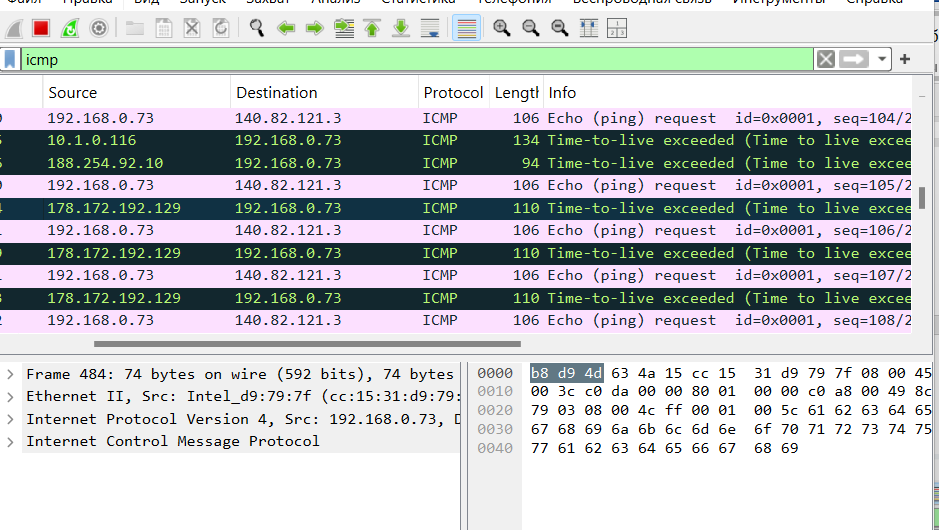 Файл Правка Вид Запуск Захват Анализ Статистика Телефония Беспроводная связь Инструменты Справка
icmp
Source Destination Protocol Length Info
192.168.0.73 140.82.121.3 ICMP 106 Echo (ping) request id=0x0001, seq=104/2
10.1.0.116 192.168.0.73 ICMP 134 Time-to-live exceeded (Time to live excee
188.254.92.10 192.168.0.73 ICMP 94 Time-to-live exceeded (Time to live excee
192.168.0.73 140.82.121.3 ICMP 106 Echo (ping) request id=0x0001, seq=105/2
178.172.192.129 192.168.0.73 ICMP 110 Time-to-live exceeded (Time to live excee
192.168.0.73 140.82.121.3 ICMP 106 Echo (ping) request id=0x0001, seq=106/2
178.172.192.129 192.168.0.73 ICMP 110 Time-to-live exceeded (Time to live excee
192.168.0.73 140.82.121.3 ICMP 106 Echo (ping) request id=0x0001, seq=107/2
178.172.192.129 192.168.0.73 ICMP 110 Time-to-live exceeded (Time to live excee
192.168.0.73 140.82.121.3 ICMP 106 Echo (ping) request id=0x0001, seq=108/2
Frame 484: 74 bytes on wire (592 bits), 74 bytes
Ethernet II, Src: Intel_d9:79:7f (cc:15:31:d9:79:
Internet Protocol Version 4, Src: 192.168.0.73, D
Internet Control Message Protocol
0000 b8 d9 4d 63 4a 15 cc 15 31 d9 79 7f 08 00 45
0010 00 3c c0 da 00 00 80 01 00 00 c0 a8 00 49 8c
0020 79 03 08 00 4c ff 00 01 00 5c 61 62 63 64 65
0030 67 68 69 6a 6b 6c 6d 6e 6f 70 71 72 73 74 75
0040 77 61 62 63 64 65 66 67 68 69